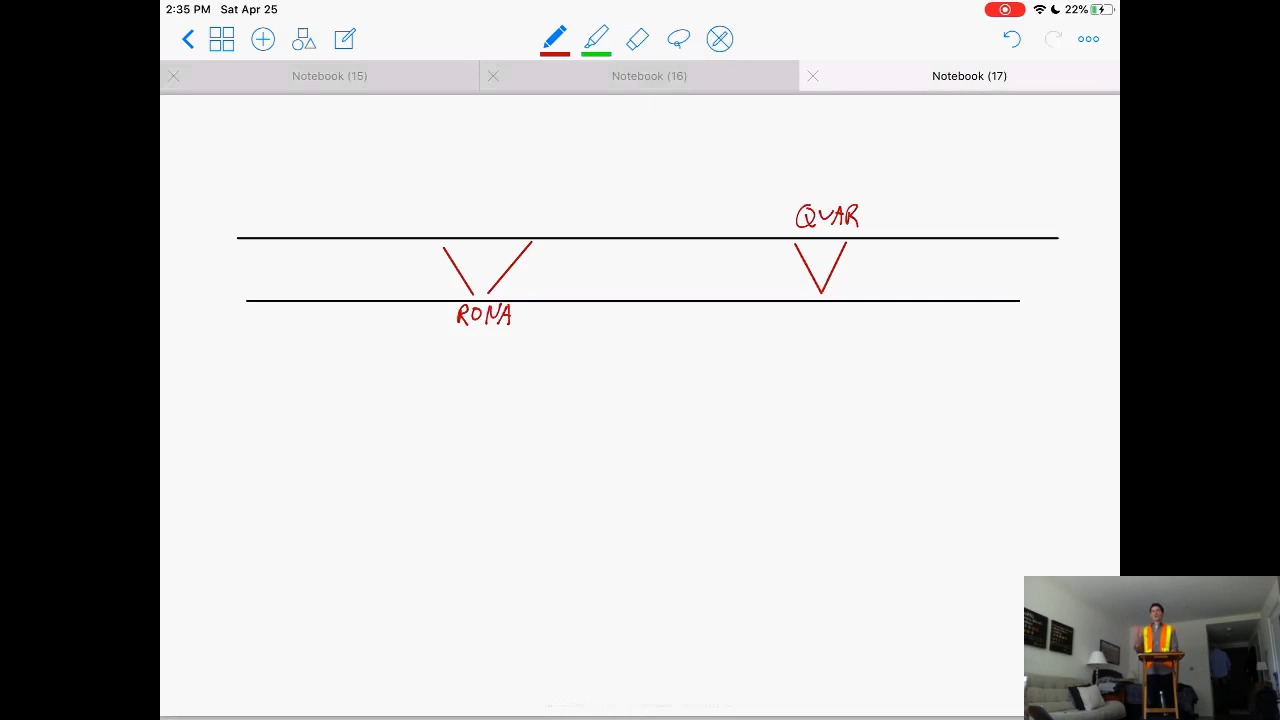 2:35 PM Sat Apr 25
22%
Notebook (15)
Notebook (16)
Notebook (17)
QUAR
RONA